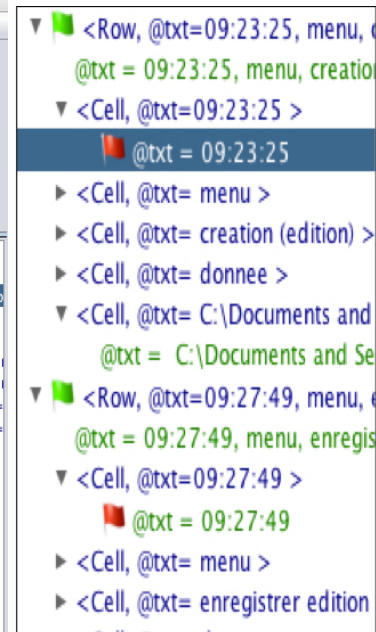 <Row, @txt=09:23:25, menu,
@txt = 09:23:25, menu, creation
<Cell, @txt=09:23:25 >
@txt = 09:23:25
<Cell, @txt= menu >
<Cell, @txt= creation (edition) >
<Cell, @txt= donnee >
<Cell, @txt= C:\Documents and
@txt = C:\Documents and Se
<Row, @txt=09:27:49, menu,
@txt = 09:27:49, menu, enregis
<Cell, @txt=09:27:49 >
@txt = 09:27:49
<Cell, @txt= menu >
<Cell, @txt= enregistrer edition